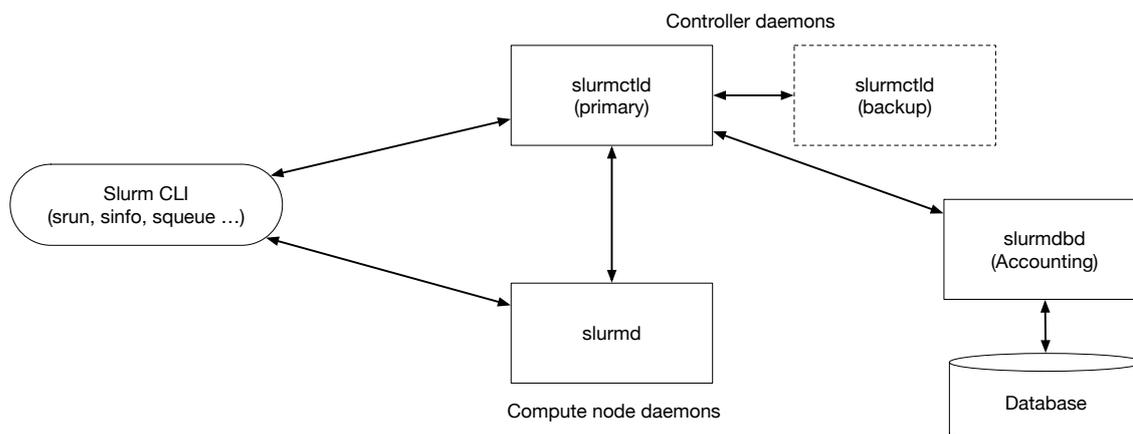 Controller daemons
slurmctld
(primary)
slurmctld
(backup)
Slurm CLI
(srun, sinfo, squeue …)
slurmdbd
(Accounting)
slurmd
Compute node daemons
Database